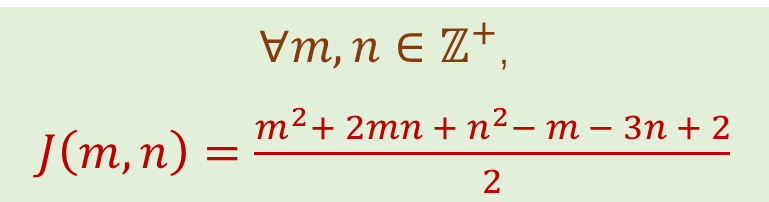 ∀m, n ∈ ℤ⁺,
J(m, n) = (m² + 2mn + n² − m − 3n + 2) / 2